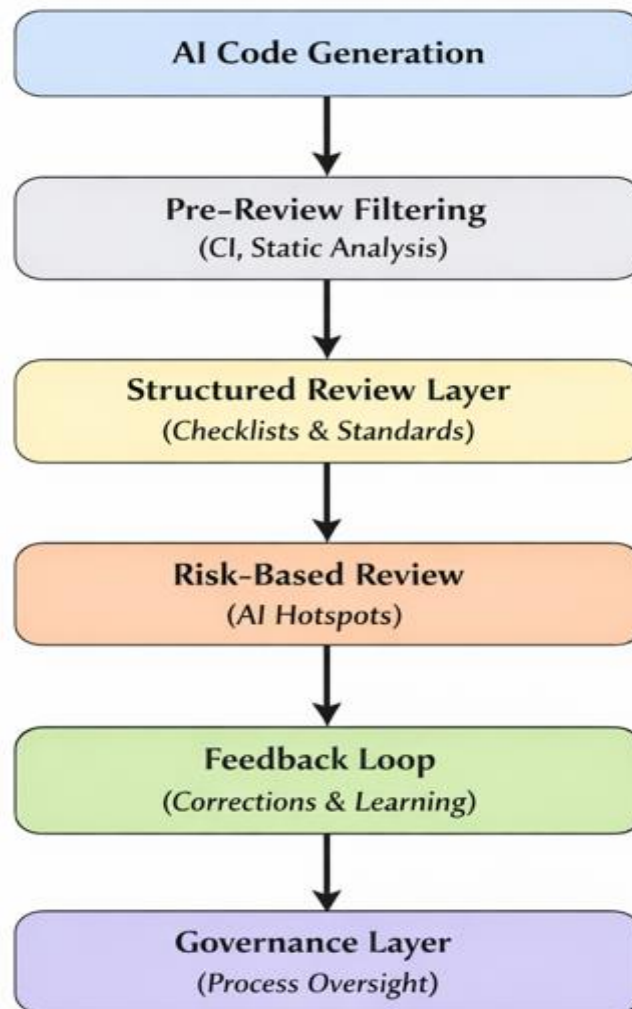 AI Code Generation
Pre-Review Filtering
(CI, Static Analysis)
Structured Review Layer
(Checklists & Standards)
Risk-Based Review
(AI Hotspots)
Feedback Loop
(Corrections & Learning)
Governance Layer
(Process Oversight)